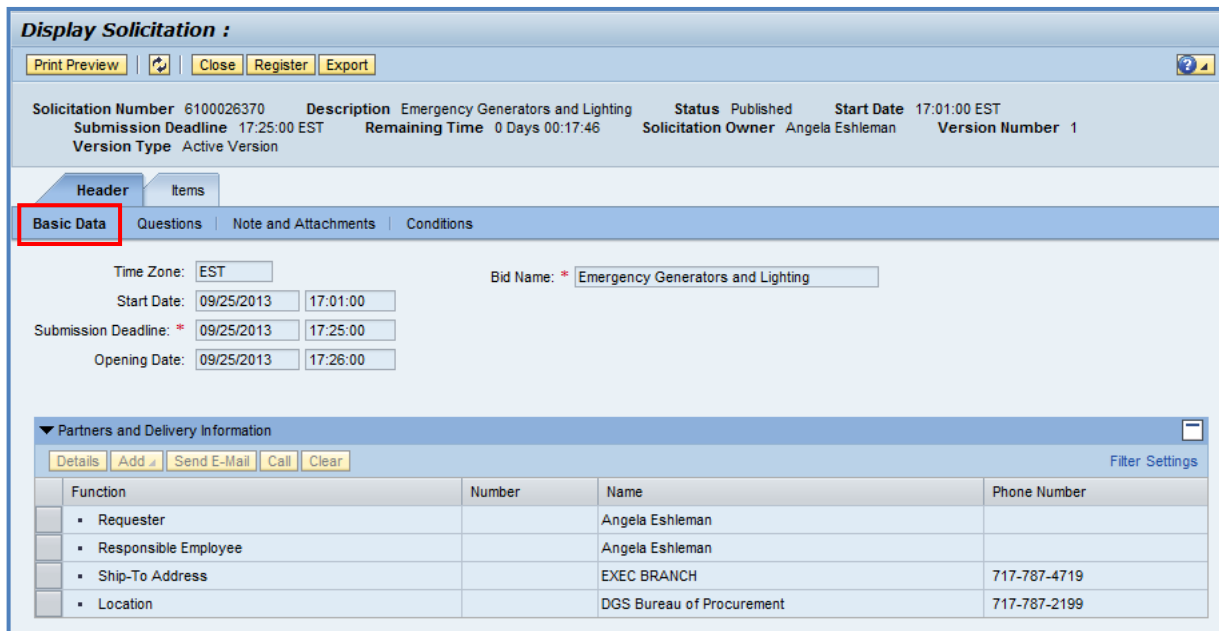 Display Solicitation :
Print Preview Close Register Export
Solicitation Number 6100026370 Description Emergency Generators and Lighting Status Published Start Date 17:01:00 EST
Submission Deadline 17:25:00 EST Remaining Time 0 Days 00:17:46 Solicitation Owner Angela Eshleman Version Number 1
Version Type Active Version
Header Items
Basic Data Questions Note and Attachments Conditions
Time Zone: EST Bid Name: * Emergency Generators and Lighting
Start Date: 09/25/2013 17:01:00
Submission Deadline: * 09/25/2013 17:25:00
Opening Date: 09/25/2013 17:26:00
Partners and Delivery Information
Details Add Send E-Mail Call Clear Filter Settings
Function Number Name Phone Number
Requester Angela Eshleman
Responsible Employee Angela Eshleman
Ship-To Address EXEC BRANCH 717-787-4719
Location DGS Bureau of Procurement 717-787-2199